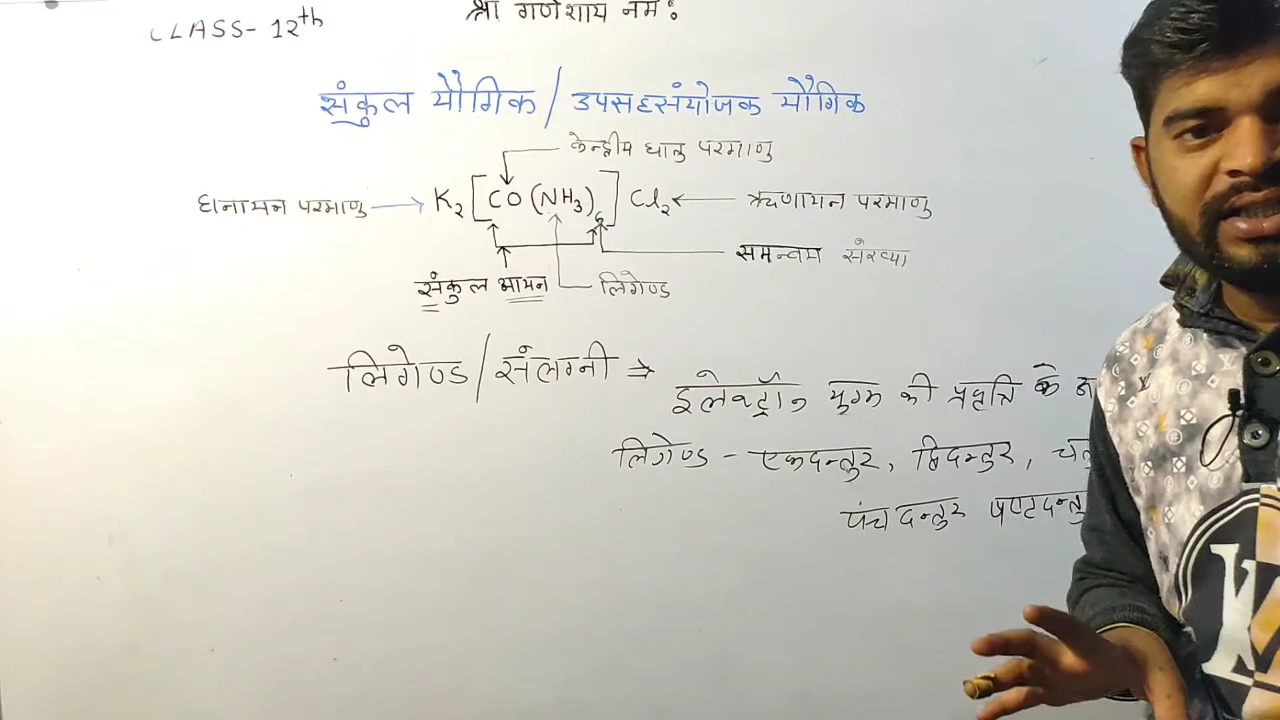 श्री गणेशाय नमः
CLASS- 12th
संकुल यौगिक / उपसहसंयोजक यौगिक
केन्द्रीय धातु परमाणु
धनायन परमाणु → K₂[CO(NH₃)₆]Cl₂ ← ऋणायन परमाणु
समन्वय संख्या
संकुल आयन
लिगेण्ड
लिगेण्ड / संलग्नी ⇒
इलेक्ट्रॉन युग्म की प्रवृत्ति के
लिगेण्ड - एकदन्तुर, द्विदन्तुर,
पंचदन्तुर